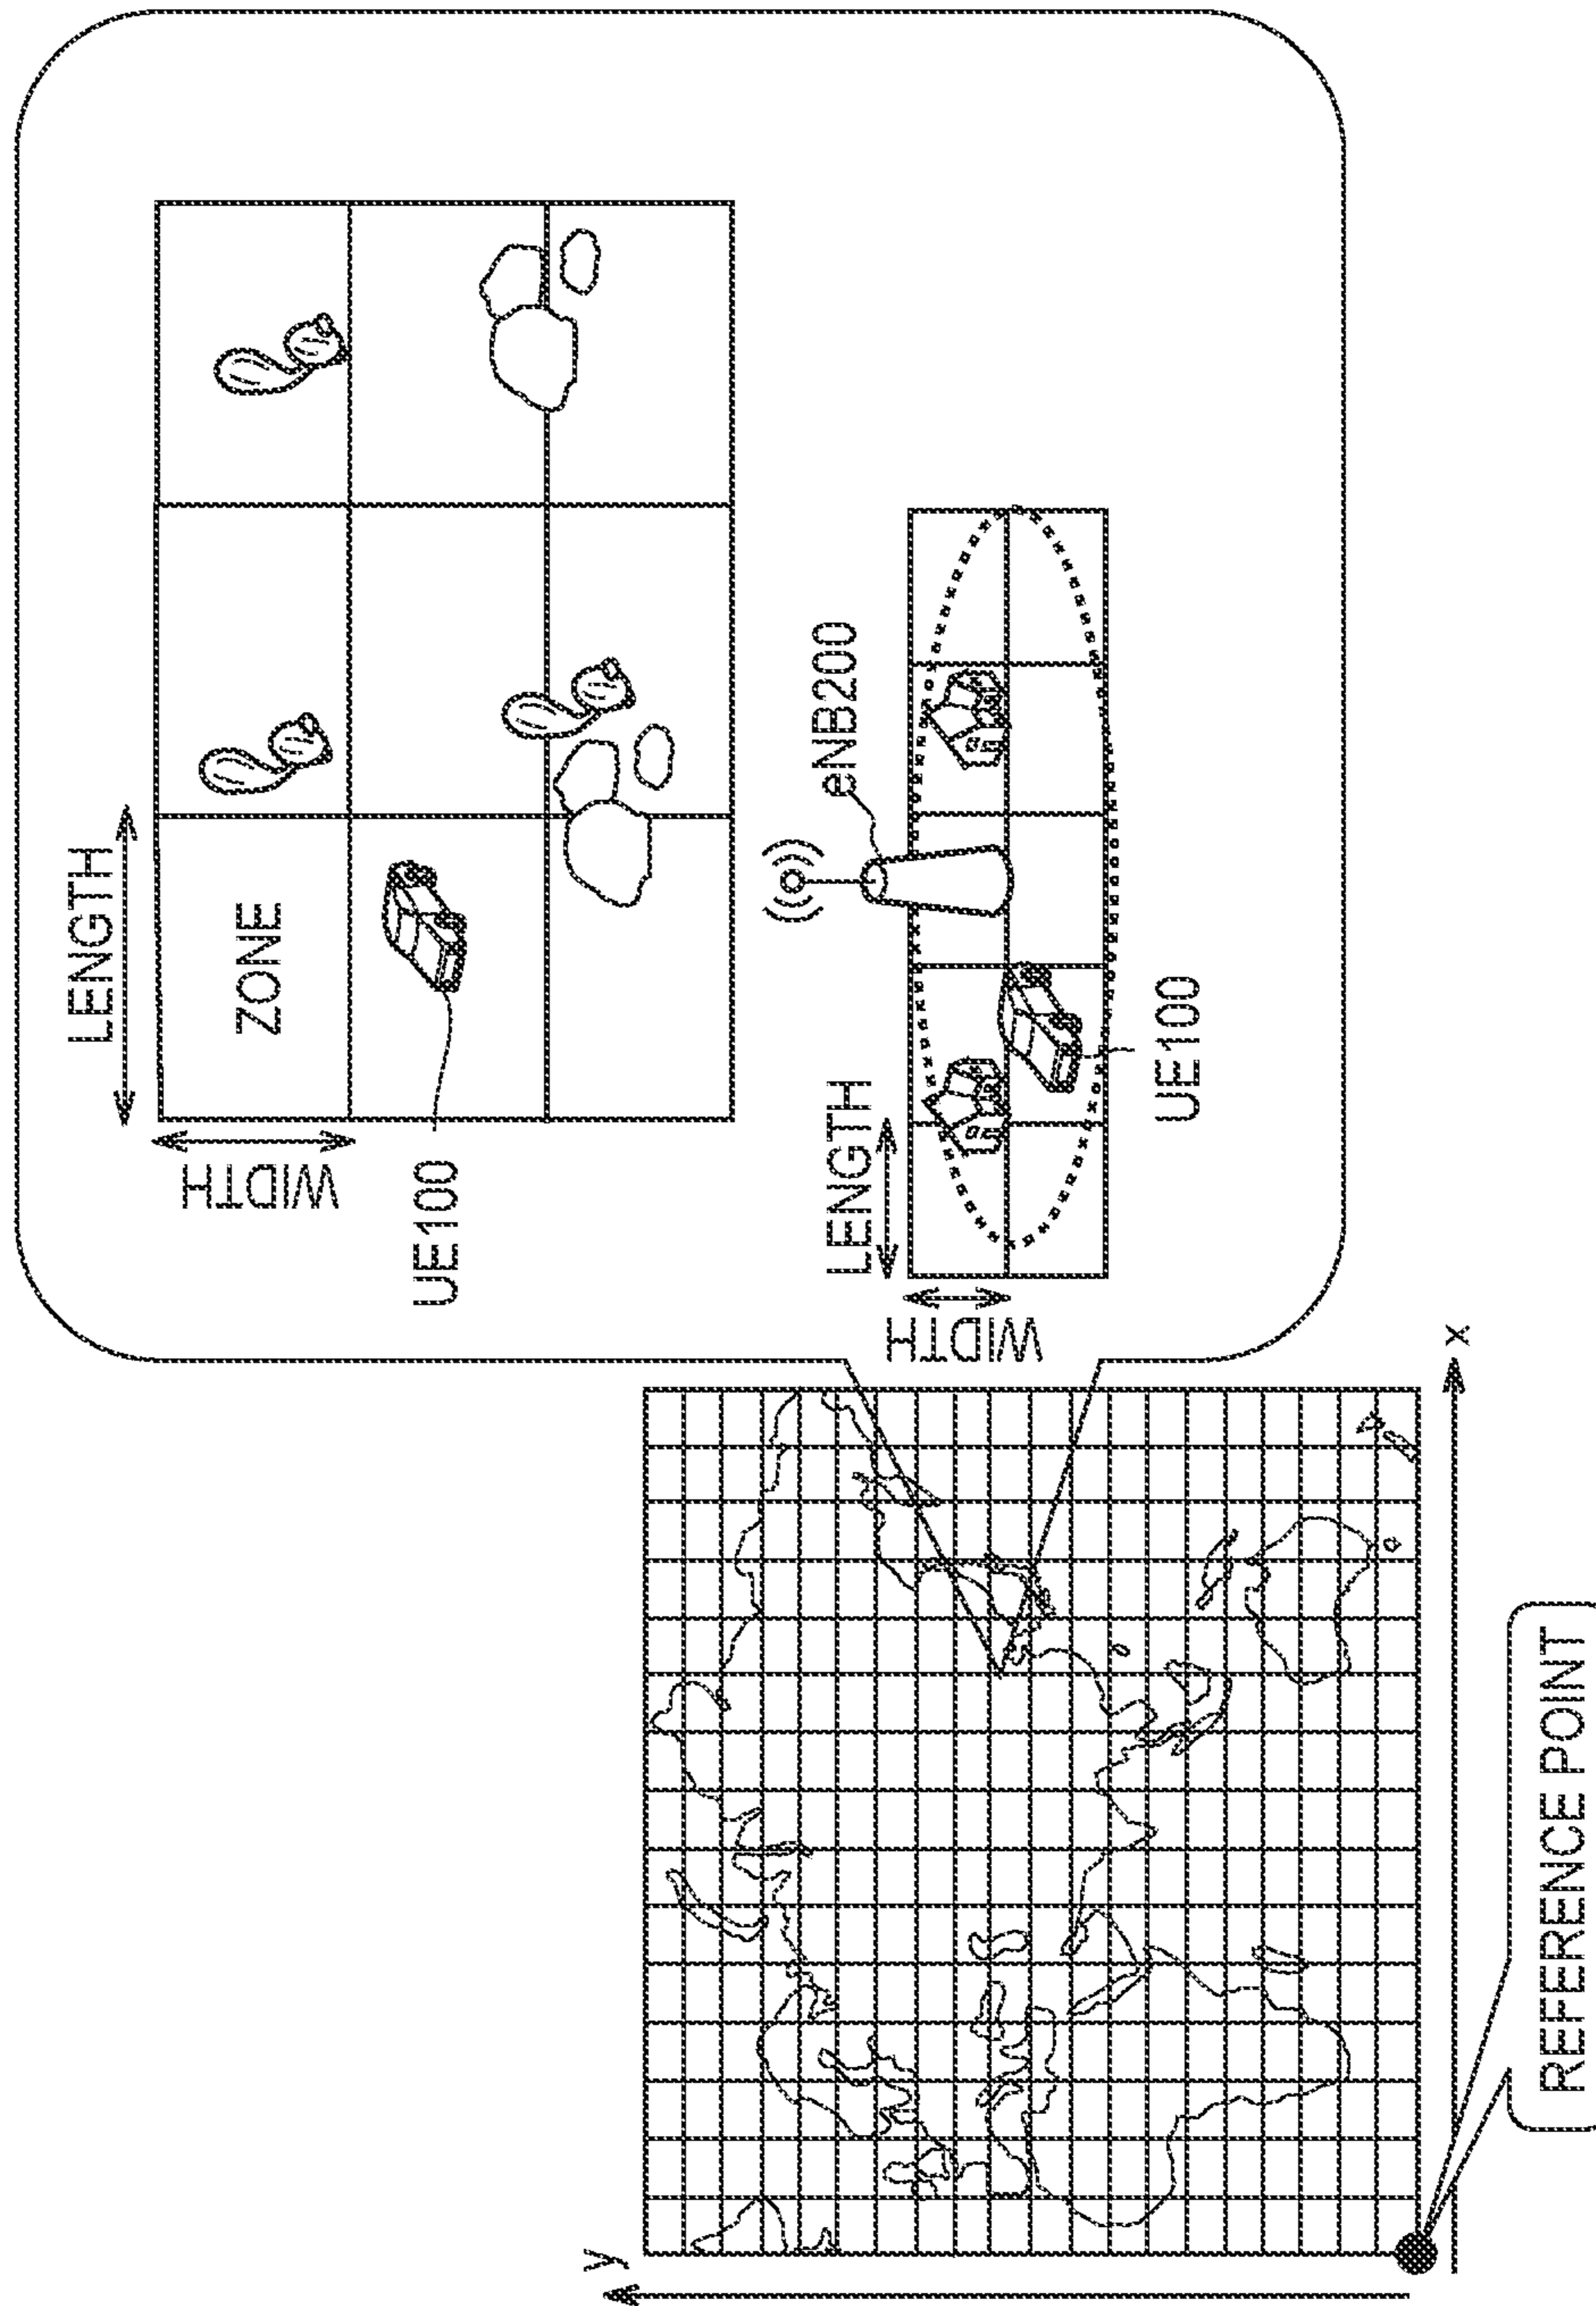 LENGTH
WIDTH
ZONE
UE100
eNB200
LENGTH
WIDTH
UE100
y
x
REFERENCE POINT